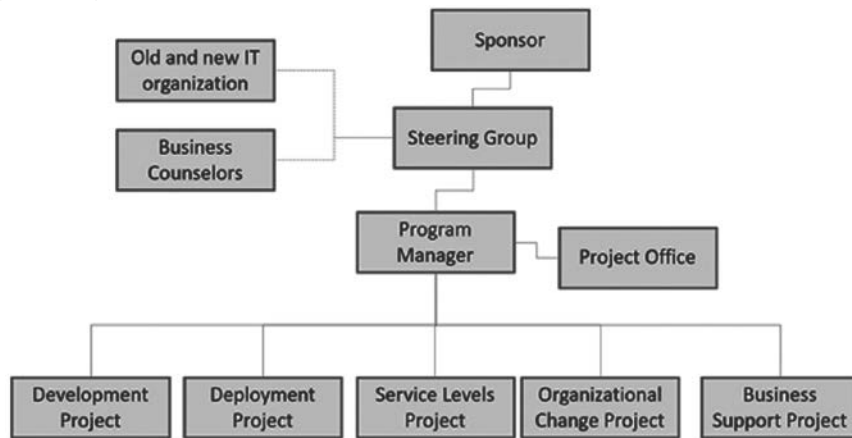 Sponsor
Old and new IT
organization
Steering Group
Business
Counselors
Program
Manager
Project Office
Development
Project
Deployment
Project
Service Levels
Project
Organizational
Change Project
Business
Support Project